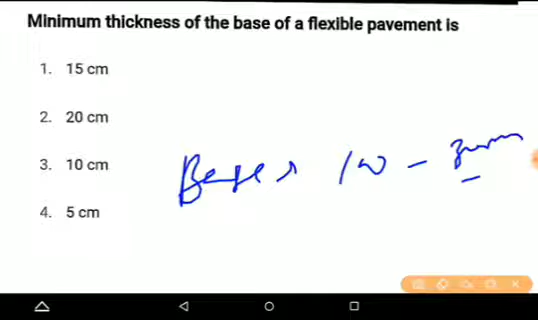 Minimum thickness of the base of a flexible pavement is
1. 15 cm
2. 20 cm
3. 10 cm
4. 5 cm
Base